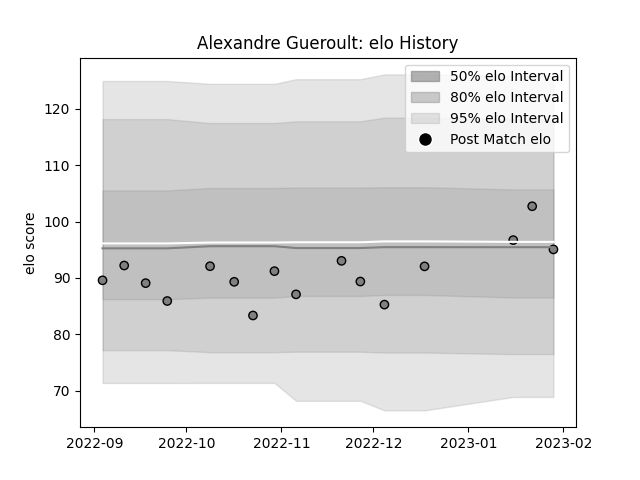 Alexandre Gueroult: elo History
50% elo Interval
80% elo Interval
95% elo Interval
Post Match elo
elo score
120
110
100
90
80
70
2022-09 2022-10 2022-11 2022-12 2023-01 2023-02